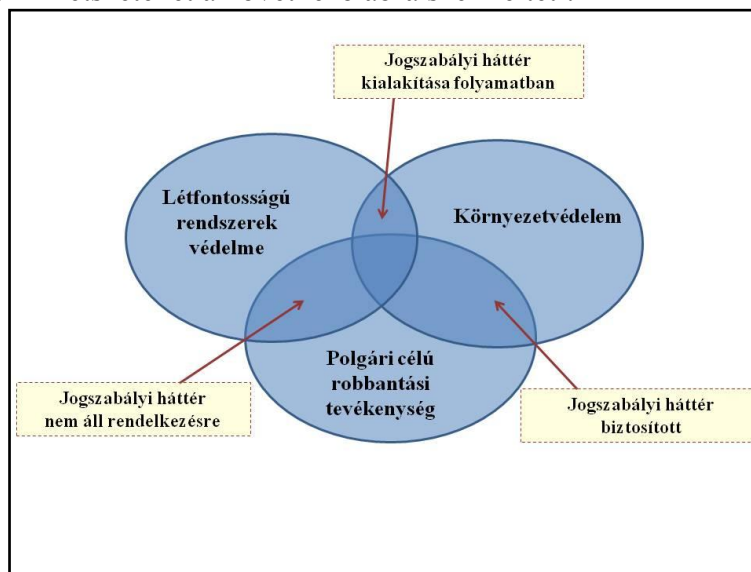 Jogszabályi háttér
kialakítása folyamatban
Létfontosságú
rendszerek
védelme
Környezetvédelem
Polgári célú
robbantási
tevékenység
Jogszabályi háttér
nem áll rendelkezésre
Jogszabályi háttér
biztosított